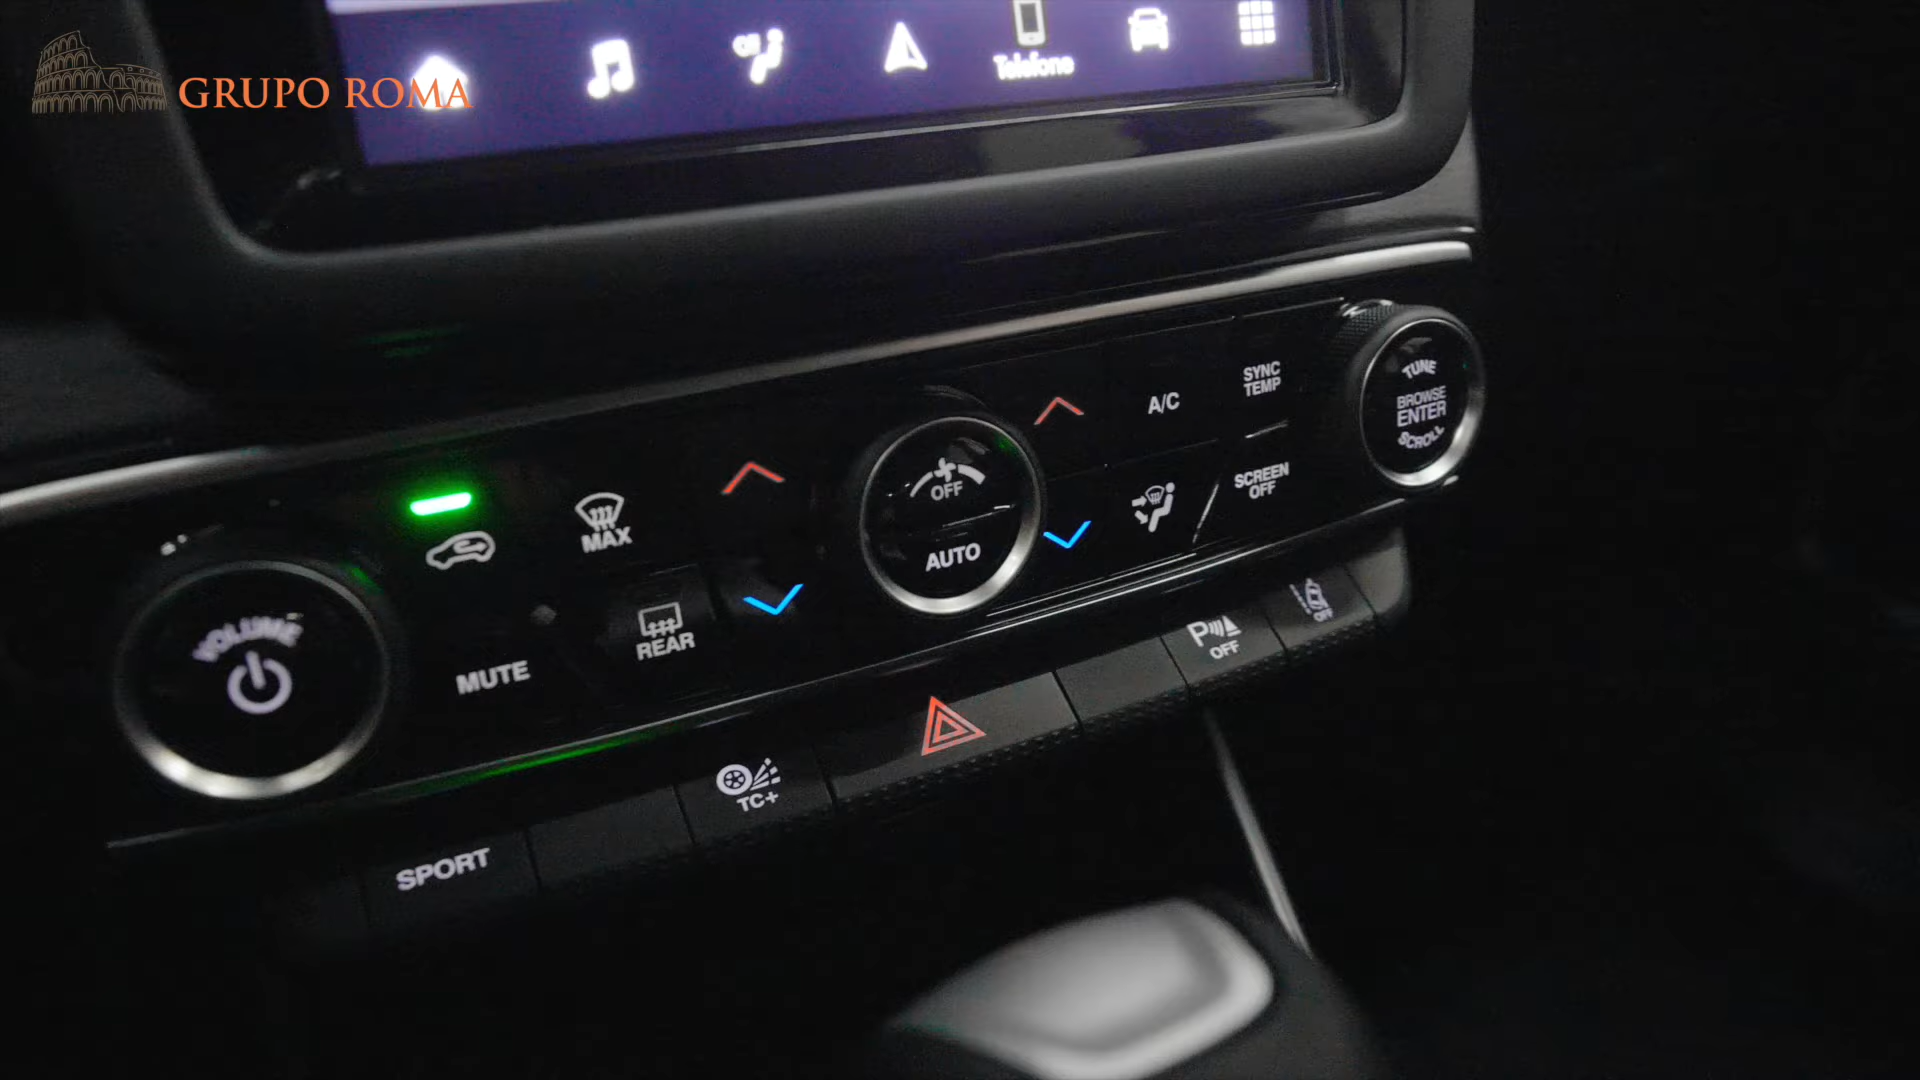 GRUPO ROMA
Telefone
VOLUME
MAX
MUTE
REAR
OFF
AUTO
A/C
SYNC
TEMP
SCREEN
OFF
TUNE
BROWSE
ENTER
SCROLL
SPORT
TC+
P
OFF
OFF